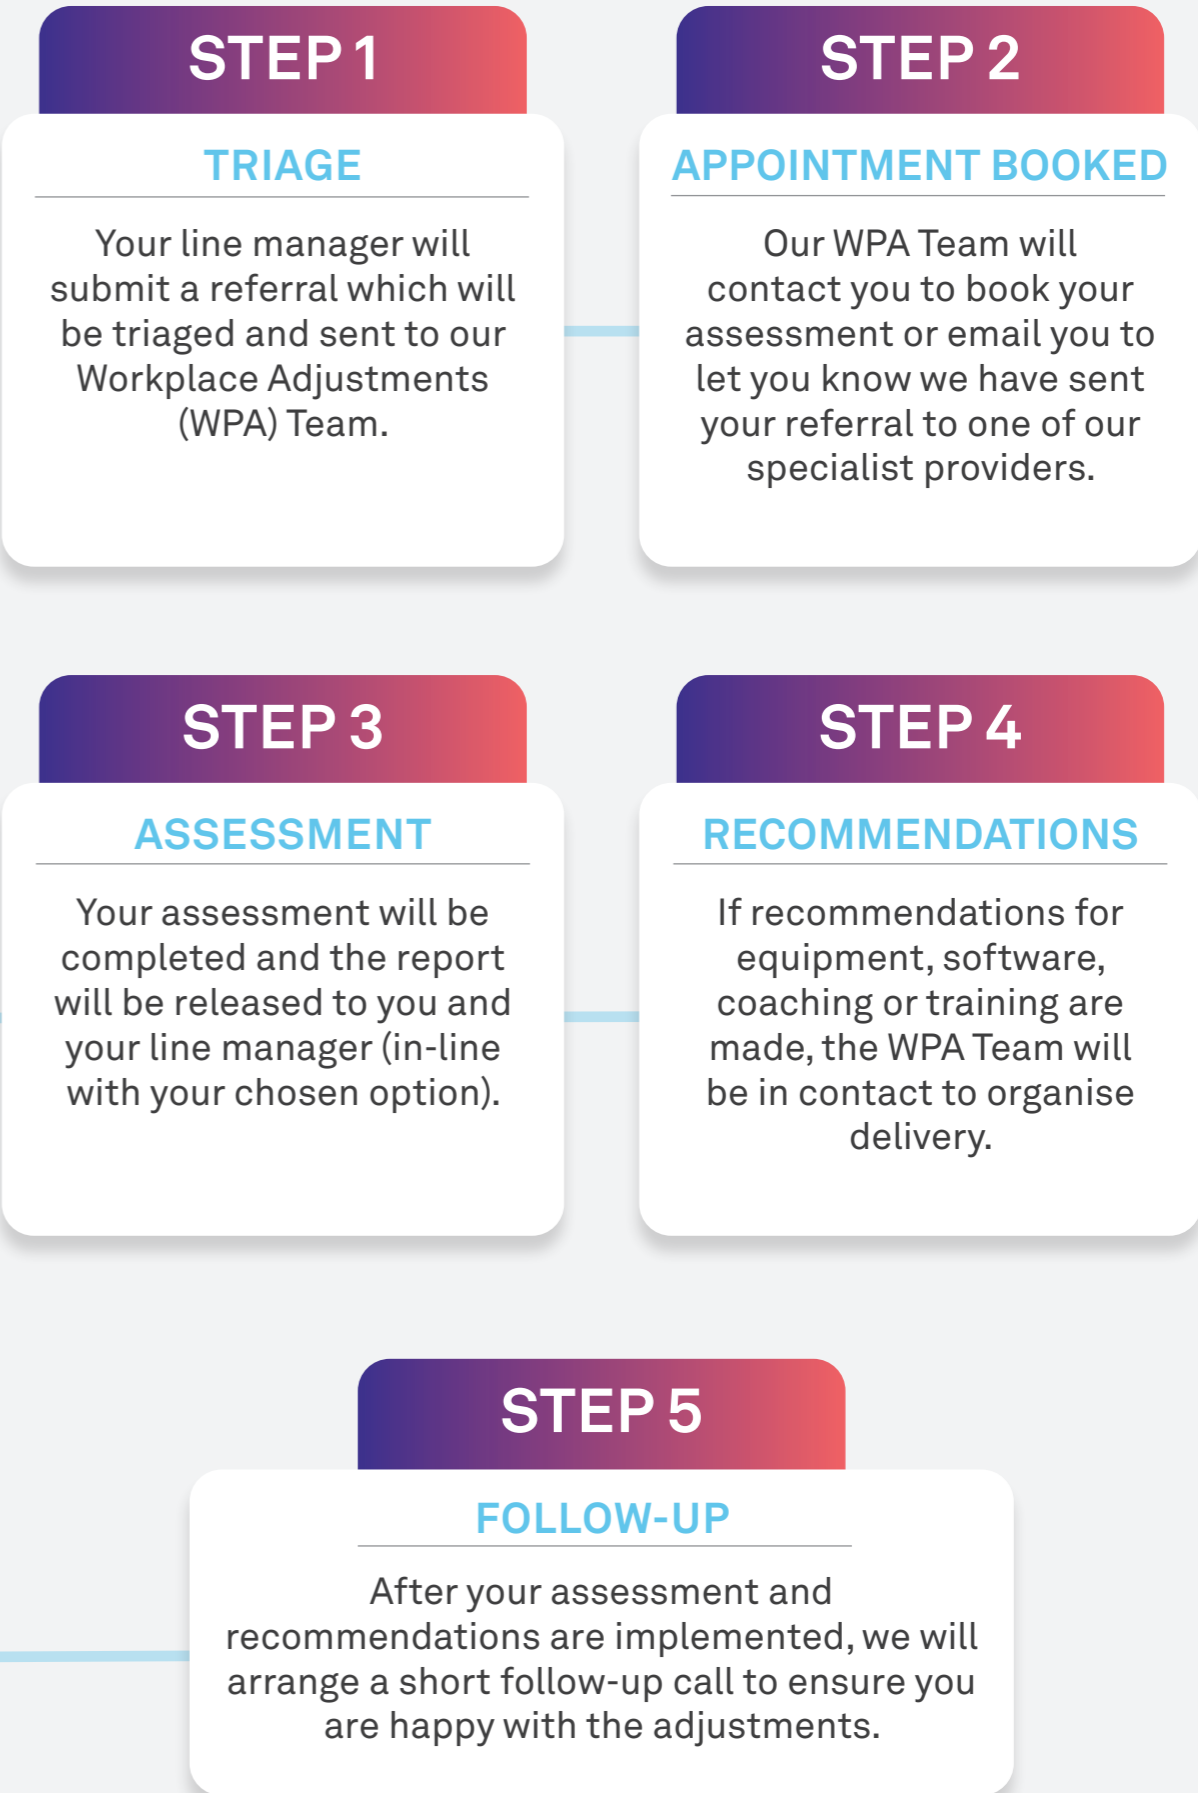 STEP 1
TRIAGE
Your line manager will
submit a referral which will
be triaged and sent to our
Workplace Adjustments
(WPA) Team.
STEP 2
APPOINTMENT BOOKED
Our WPA Team will
contact you to book your
assessment or email you to
let you know we have sent
your referral to one of our
specialist providers.
STEP 3
ASSESSMENT
Your assessment will be
completed and the report
will be released to you and
your line manager (in-line
with your chosen option).
STEP 4
RECOMMENDATIONS
If recommendations for
equipment, software,
coaching or training are
made, the WPA Team will
be in contact to organise
delivery.
STEP 5
FOLLOW-UP
After your assessment and
recommendations are implemented, we will
arrange a short follow-up call to ensure you
are happy with the adjustments.